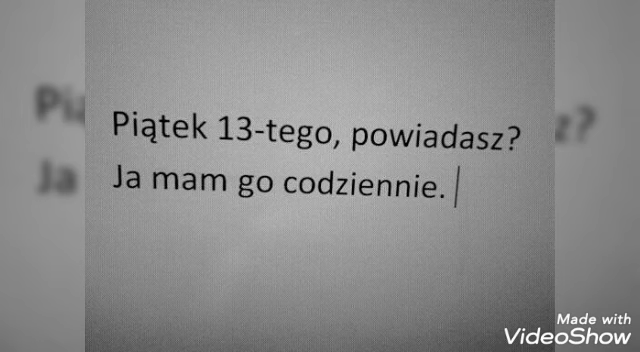 Piątek 13-tego, powiadasz?
Ja mam go codziennie.
Made with
VideoShow